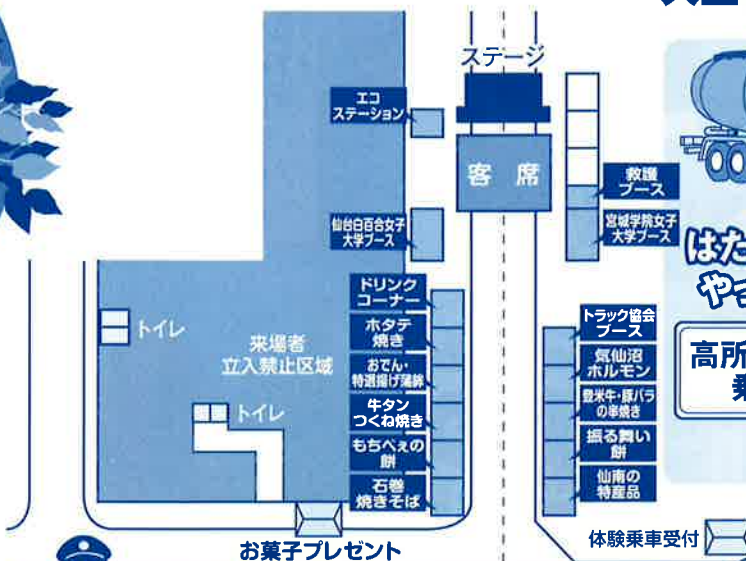 ステージ
エコ
ステーション
客席
救護
ブース
仙台白百合女子
大学ブース
宮城学院女子
大学ブース
はた
やっ
ドリンク
コーナー
ホタテ
焼き
おでん・
特選揚げ蒲鉾
牛タン
つくね焼き
もちべぇの
餅
石巻
焼きそば
トイレ
来場者
立入禁止区域
トイレ
トラック協会
ブース
気仙沼
ホルモン
登米牛・豚バラ
の串焼き
振る舞い
餅
仙南の
特産品
高所
お菓子プレゼント
体験乗車受付